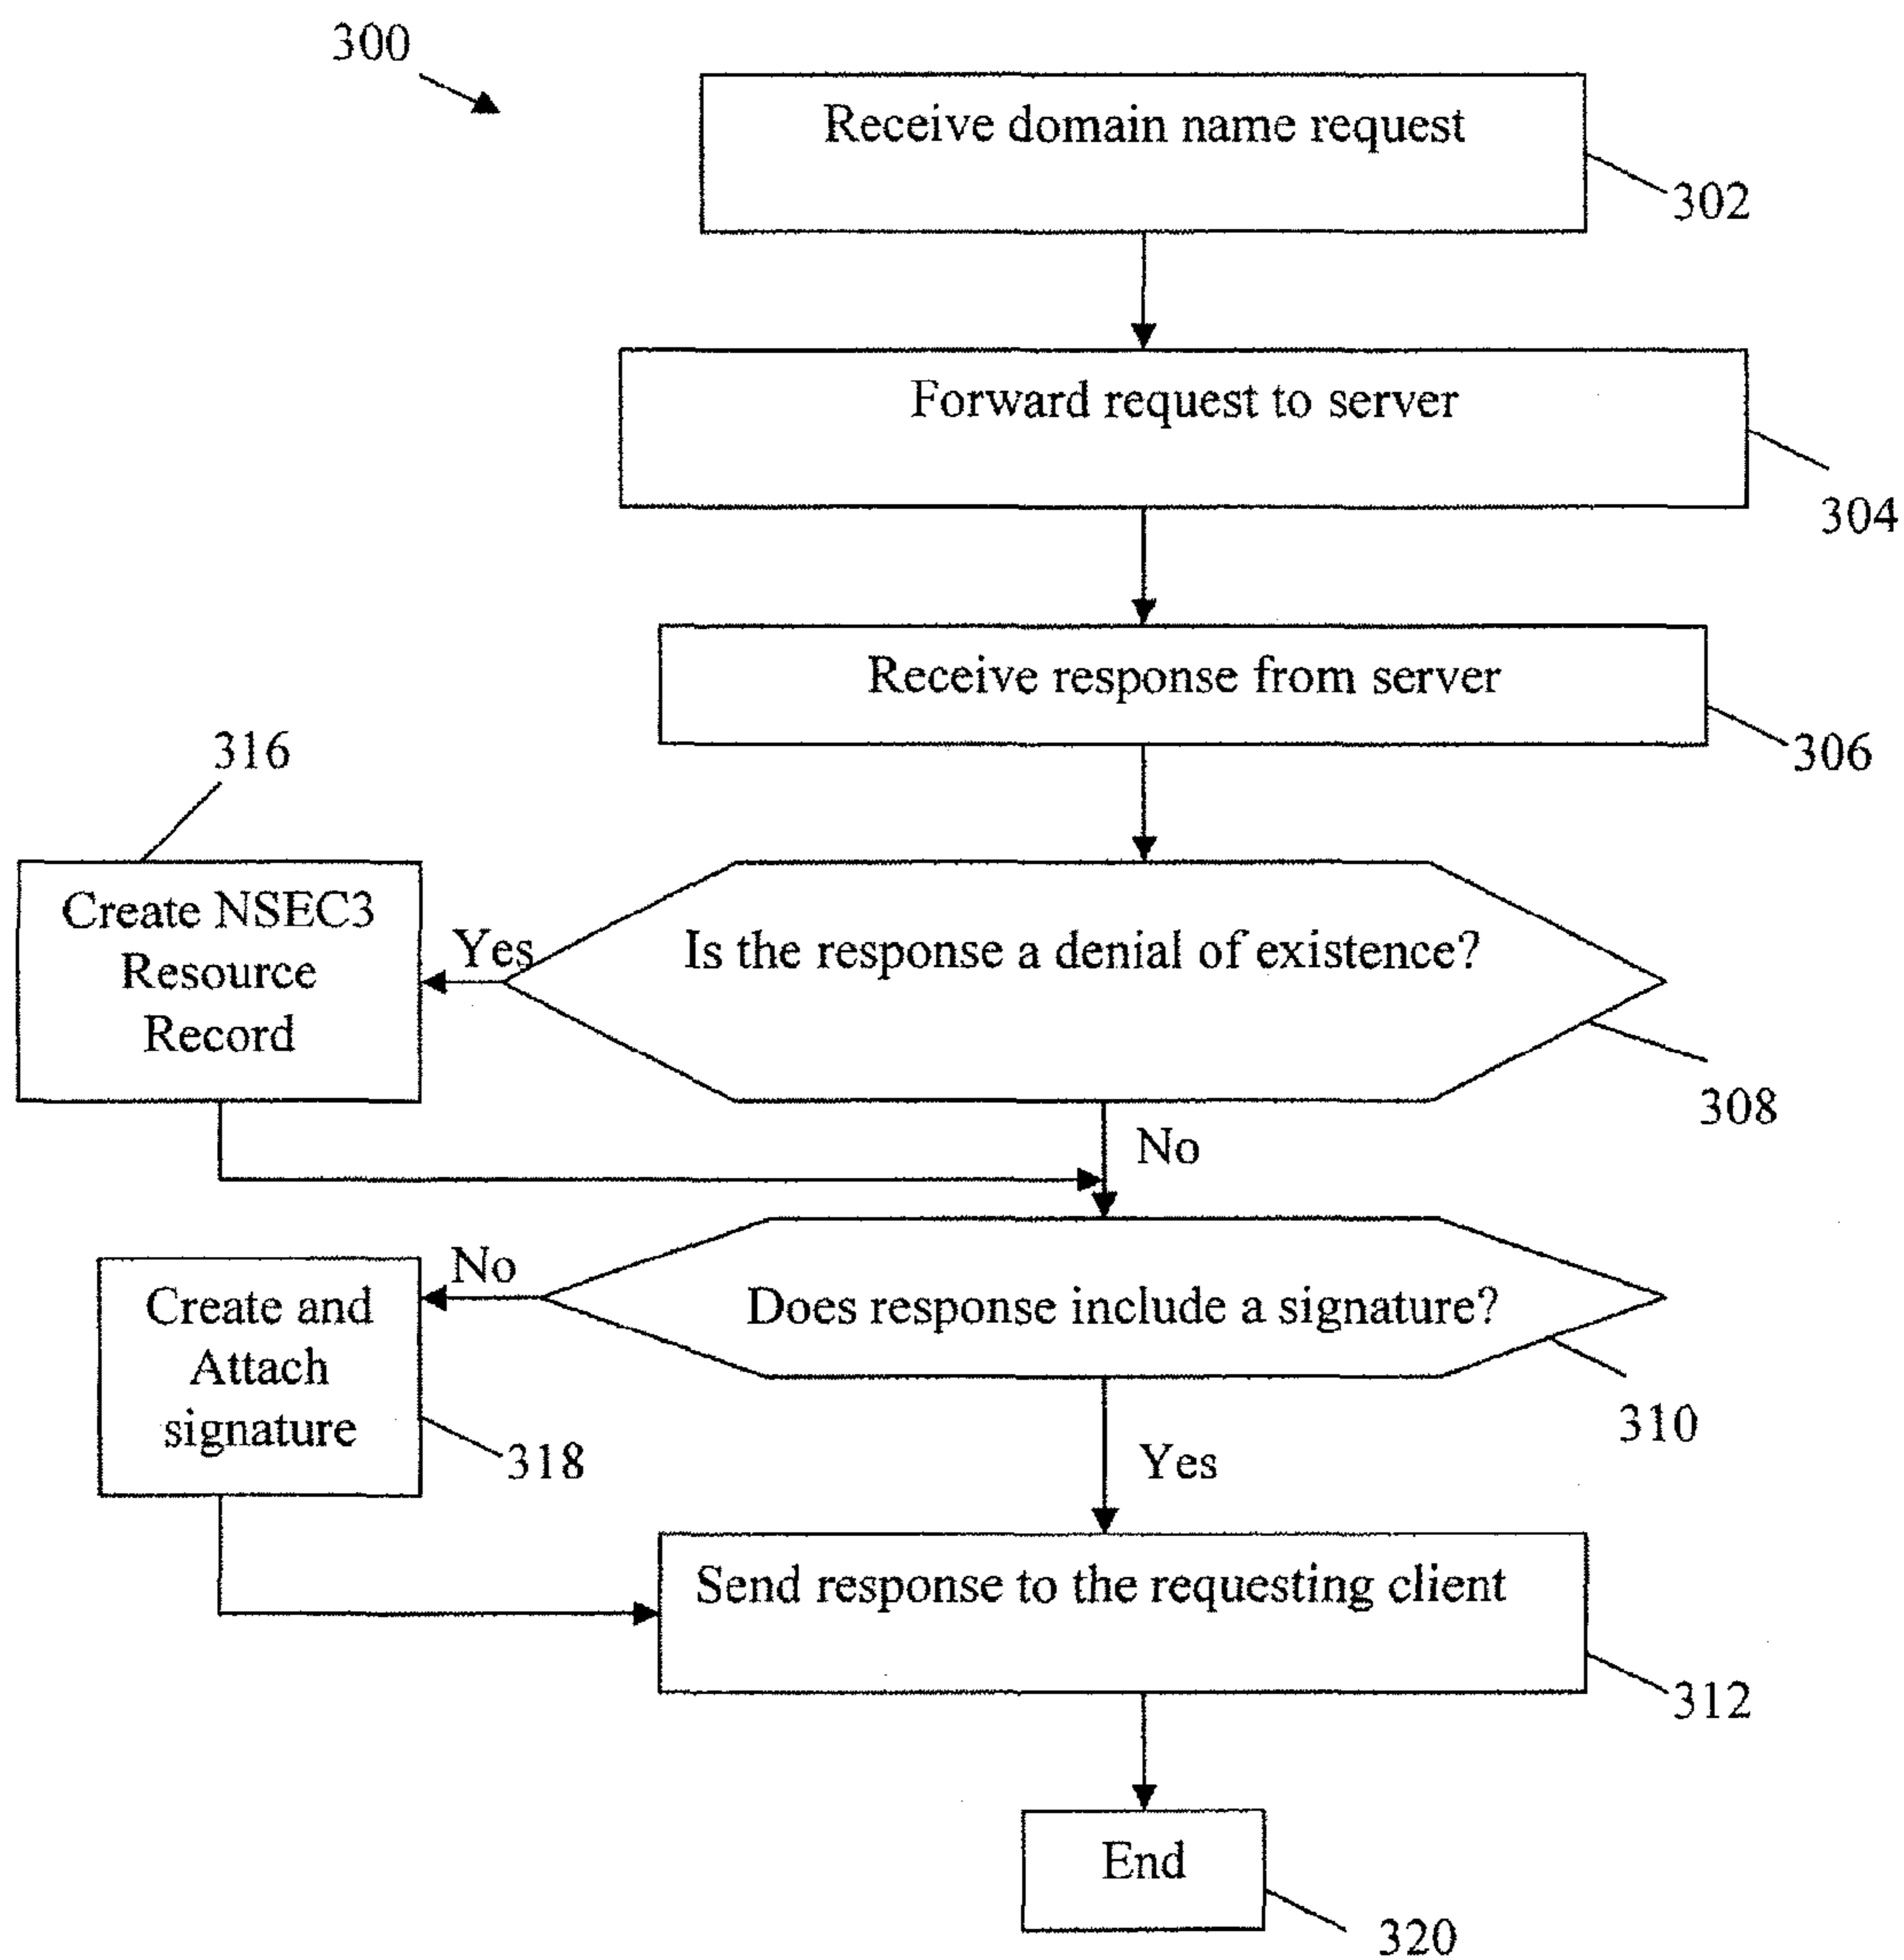 300
Receive domain name request
302
Forward request to server
304
Receive response from server
306
316
Create NSEC3
Resource
Record
Yes
Is the response a denial of existence?
308
No
No
Does response include a signature?
310
Create and
Attach
signature
318
Yes
Send response to the requesting client
312
End
320